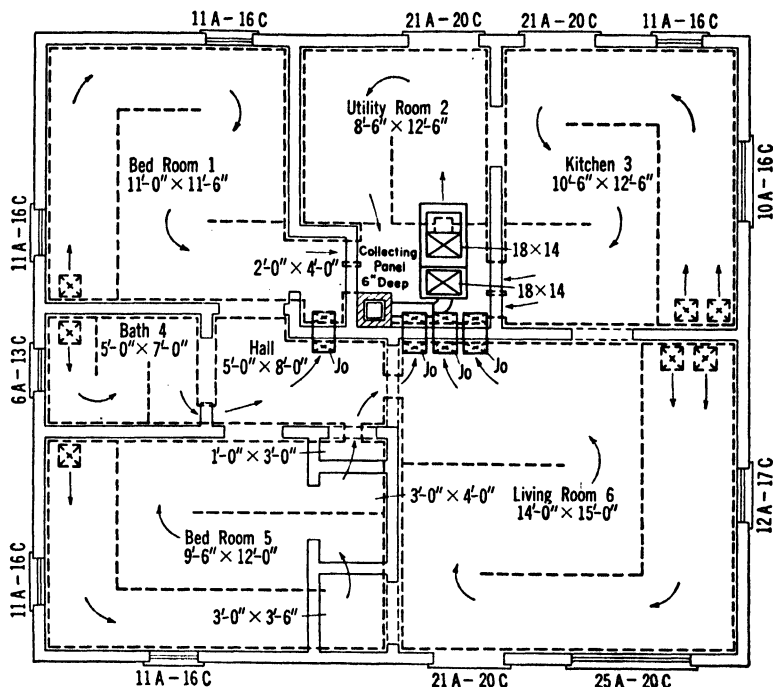 11 A – 16 C
21 A – 20 C
21 A – 20 C
11 A – 16 C
Utility Room 2
8'-6" × 12'-6"
Bed Room 1
11'-0" × 11'-6"
Kitchen 3
10'-6" × 12'-6"
10 A – 16 C
11 A – 16 C
2'-0" × 4'-0"
Collecting
Panel
6" Deep
18×14
18×14
Bath 4
5'-0" × 7'-0"
Hall
5'-0" × 8'-0"
6 A – 13 C
Jo
Jo
Jo
Jo
1'-0" × 3'-0"
3'-0" × 4'-0"
Living Room 6
14'-0" × 15'-0"
12 A – 17 C
Bed Room 5
9'-6" × 12'-0"
11 A – 16 C
3'-0" × 3'-6"
11 A – 16 C
21 A – 20 C
25 A – 20 C